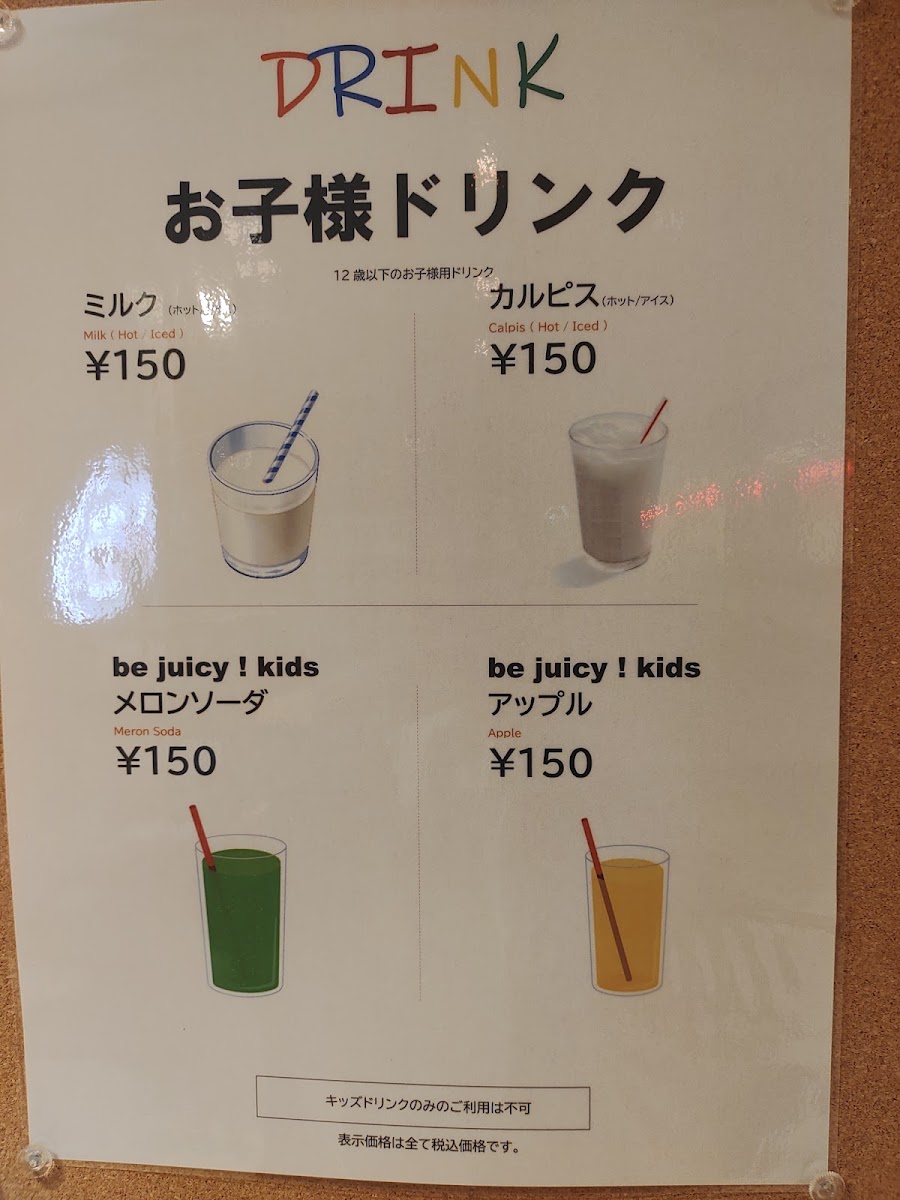 DRINK
お子様ドリンク
12歳以下のお子様用ドリンク
ミルク (ホット
Milk ( Hot / Iced )
¥150
カルピス (ホット/アイス)
Calpis ( Hot / Iced )
¥150
be juicy ! kids
メロンソーダ
Meron Soda
¥150
be juicy ! kids
アップル
Apple
¥150
キッズドリンクのみのご利用は不可
表示価格は全て税込価格です。